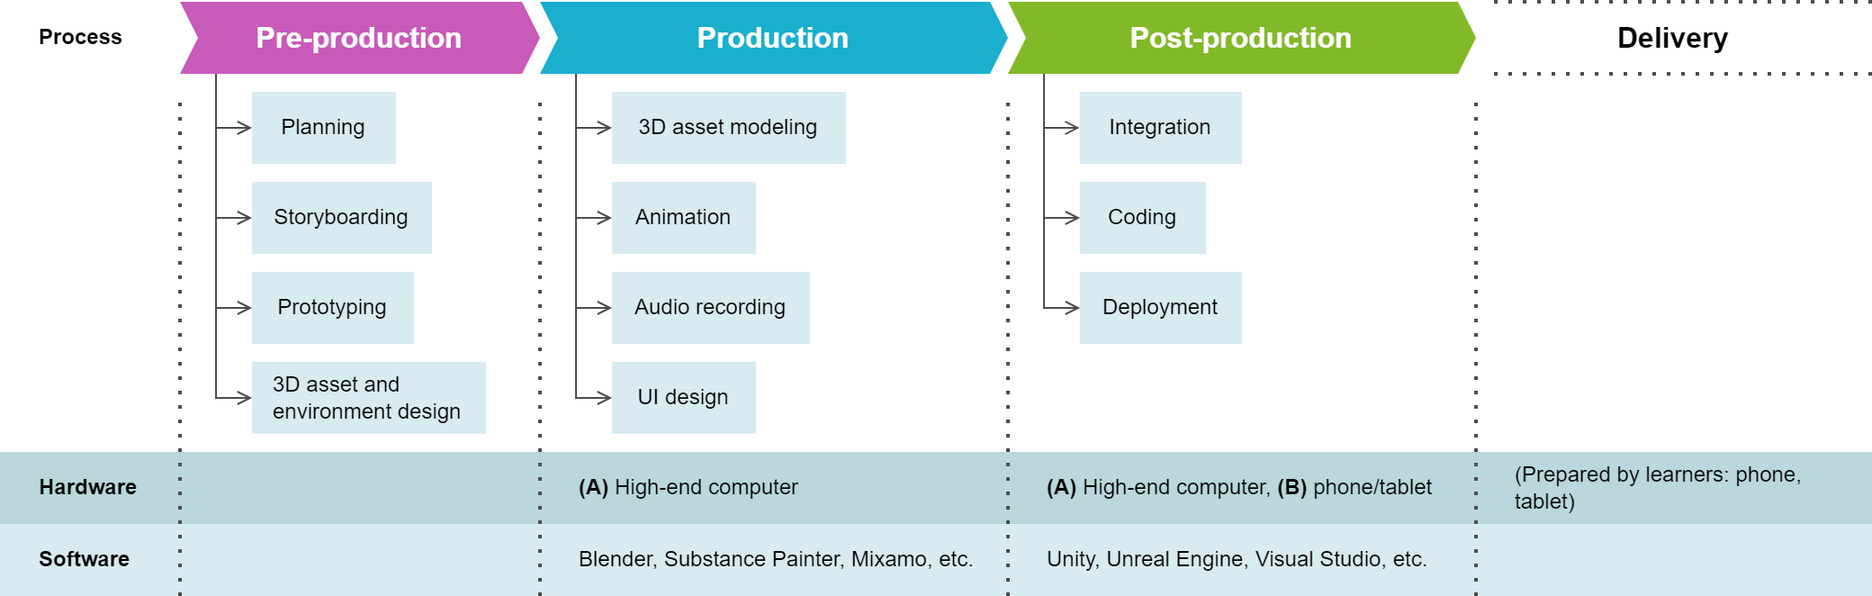 Process
Pre-production
Production
Post-production
Delivery
Planning
Storyboarding
Prototyping
3D asset and
environment design
3D asset modeling
Animation
Audio recording
UI design
Integration
Coding
Deployment
Hardware
(A) High-end computer
(A) High-end computer, (B) phone/tablet
(Prepared by learners: phone,
tablet)
Software
Blender, Substance Painter, Mixamo, etc.
Unity, Unreal Engine, Visual Studio, etc.